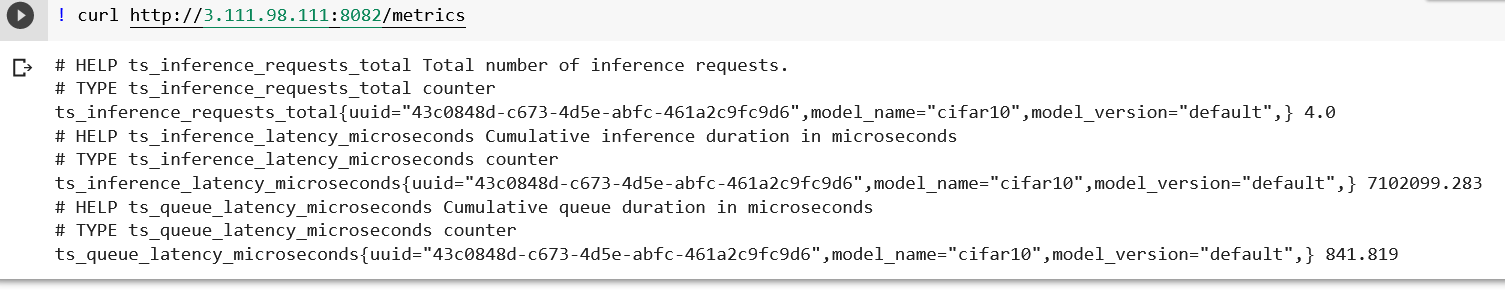 ! curl http://3.111.98.111:8082/metrics
# HELP ts_inference_requests_total Total number of inference requests.
# TYPE ts_inference_requests_total counter
ts_inference_requests_total{uuid="43c0848d-c673-4d5e-abfc-461a2c9fc9d6",model_name="cifar10",model_version="default",} 4.0
# HELP ts_inference_latency_microseconds Cumulative inference duration in microseconds
# TYPE ts_inference_latency_microseconds counter
ts_inference_latency_microseconds{uuid="43c0848d-c673-4d5e-abfc-461a2c9fc9d6",model_name="cifar10",model_version="default",} 7102099.283
# HELP ts_queue_latency_microseconds Cumulative queue duration in microseconds
# TYPE ts_queue_latency_microseconds counter
ts_queue_latency_microseconds{uuid="43c0848d-c673-4d5e-abfc-461a2c9fc9d6",model_name="cifar10",model_version="default",} 841.819